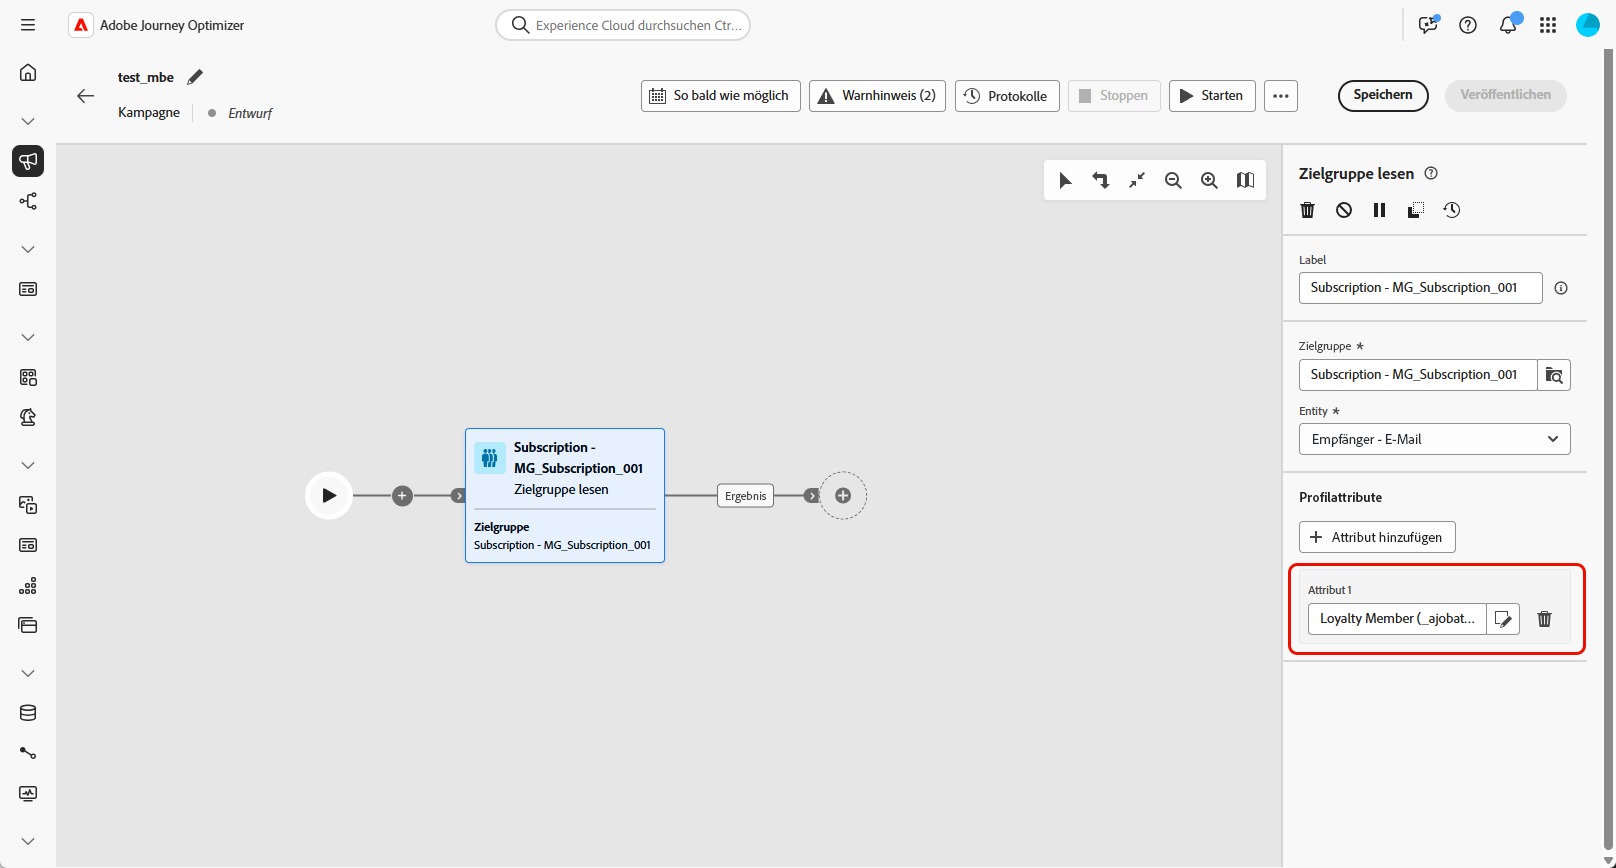 Adobe Journey Optimizer
Experience Cloud durchsuchen Ctr...
test_mbe
Kampagne
Entwurf
So bald wie möglich
Warnhinweis (2)
Protokolle
Stoppen
Starten
Speichern
Veröffentlichen
Zielgruppe lesen
Label
Subscription - MG_Subscription_001
Zielgruppe *
Subscription - MG_Subscription_001
Entity *
Empfänger - E-Mail
Profilattribute
Attribut hinzufügen
Attribut 1
Loyalty Member (_ajobat...
Subscription -
MG_Subscription_001
Zielgruppe lesen
Zielgruppe
Subscription - MG_Subscription_001
Ergebnis